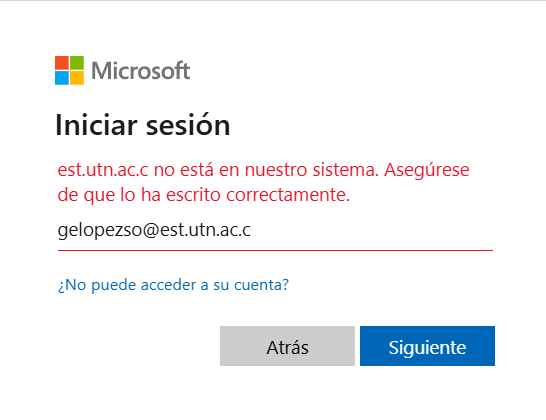 Microsoft
Iniciar sesión
est.utn.ac.c no está en nuestro sistema. Asegúrese
de que lo ha escrito correctamente.
gelopezso@est.utn.ac.c
¿No puede acceder a su cuenta?
Atrás
Siguiente